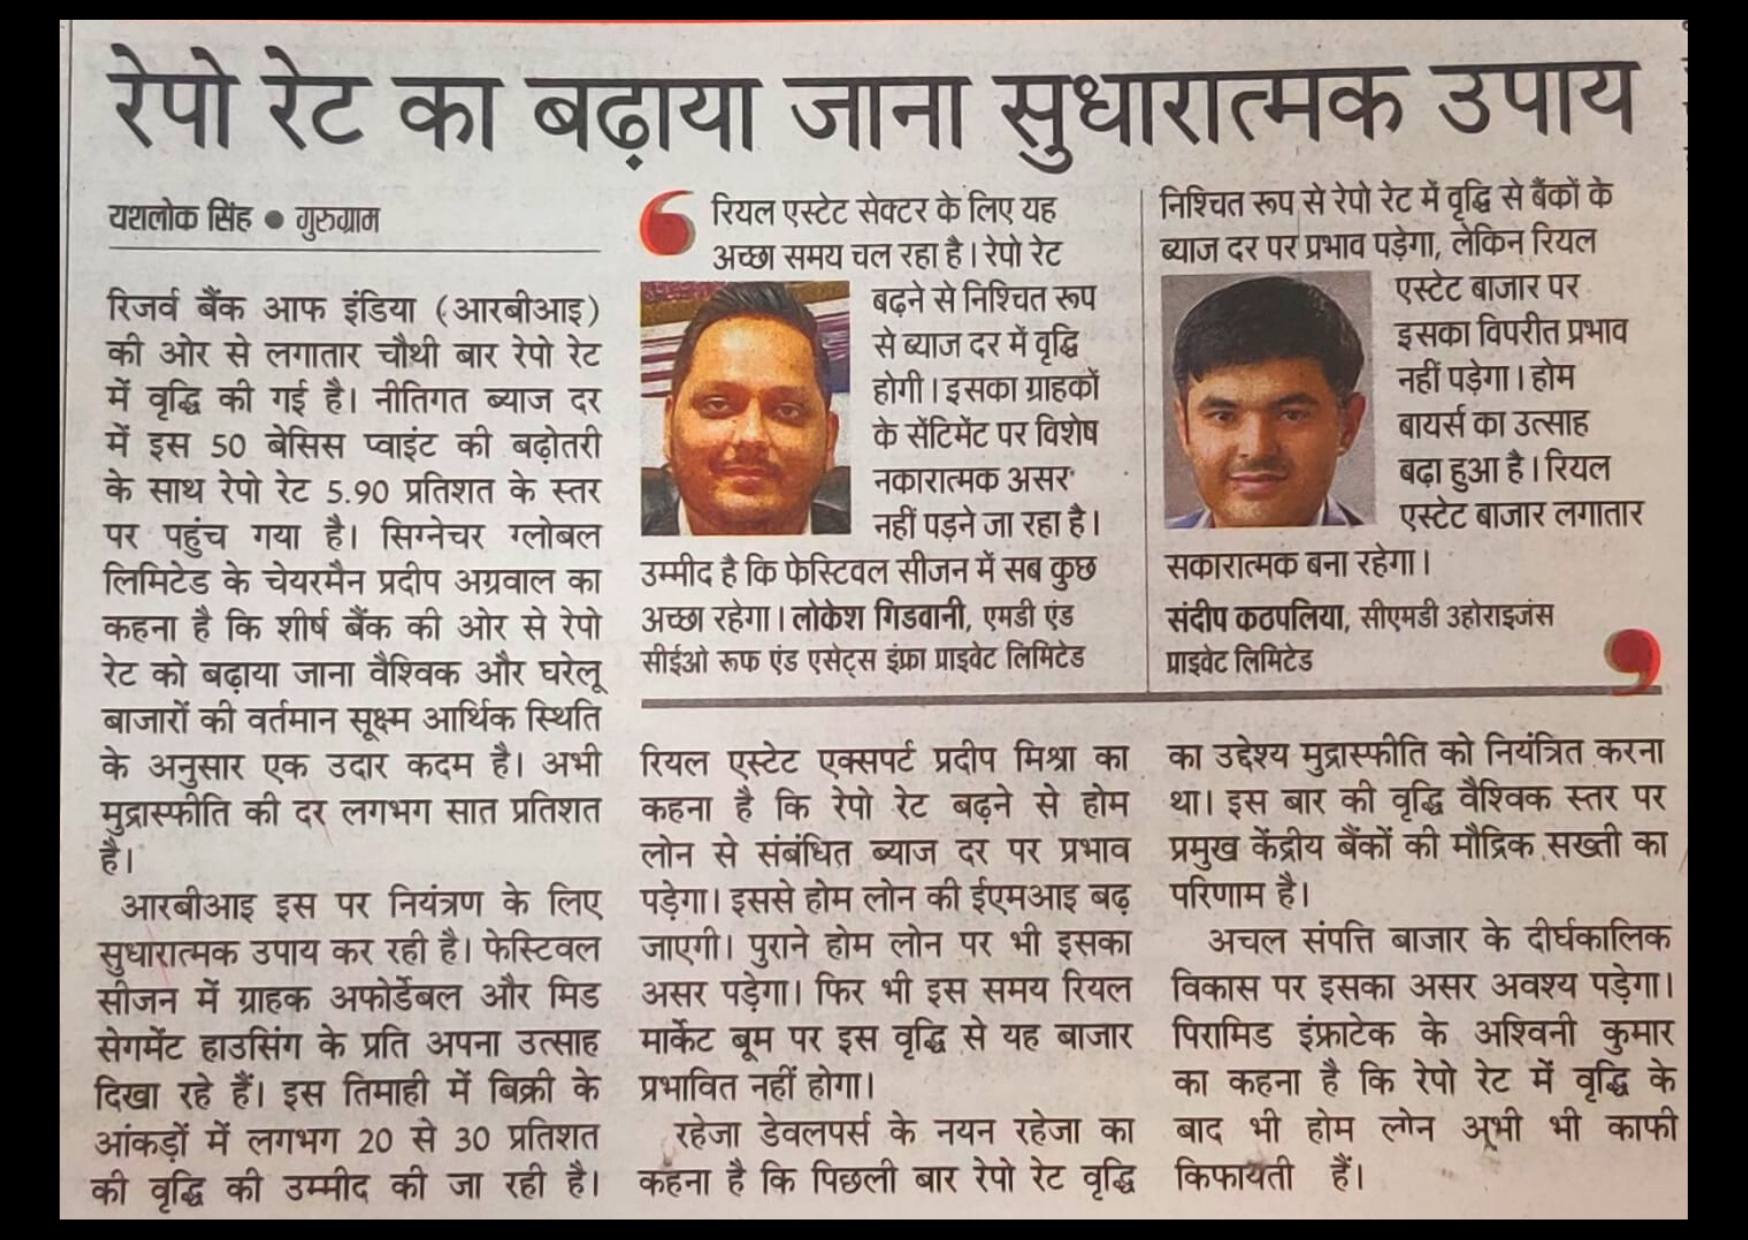 रेपो रेट का बढ़ाया जाना सुधारात्मक उपाय
यशलोक सिंह ● गुरुग्राम
रिजर्व बैंक आफ इंडिया (आरबीआइ)
की ओर से लगातार चौथी बार रेपो रेट
में वृद्धि की गई है। नीतिगत ब्याज दर
में इस 50 बेसिस प्वाइंट की बढ़ोतरी
के साथ रेपो रेट 5.90 प्रतिशत के स्तर
पर पहुंच गया है। सिग्नेचर ग्लोबल
लिमिटेड के चेयरमैन प्रदीप अग्रवाल का
कहना है कि शीर्ष बैंक की ओर से रेपो
रेट को बढ़ाया जाना वैश्विक और घरेलू
बाजारों की वर्तमान सूक्ष्म आर्थिक स्थिति
के अनुसार एक उदार कदम है। अभी
मुद्रास्फीति की दर लगभग सात प्रतिशत
है।
आरबीआइ इस पर नियंत्रण के लिए
सुधारात्मक उपाय कर रही है। फेस्टिवल
सीजन में ग्राहक अफोर्डेबल और मिड
सेगमेंट हाउसिंग के प्रति अपना उत्साह
दिखा रहे हैं। इस तिमाही में बिक्री के
आंकड़ों में लगभग 20 से 30 प्रतिशत
की वृद्धि की उम्मीद की जा रही है।
रियल एस्टेट सेक्टर के लिए यह
अच्छा समय चल रहा है। रेपो रेट
बढ़ने से निश्चित रूप
से ब्याज दर में वृद्धि
होगी। इसका ग्राहकों
के सेंटिमेंट पर विशेष
नकारात्मक असर
नहीं पड़ने जा रहा है।
उम्मीद है कि फेस्टिवल सीजन में सब कुछ
अच्छा रहेगा। लोकेश गिडवानी, एमडी एंड
सीईओ रूफ एंड एसेट्स इंफ्रा प्राइवेट लिमिटेड
निश्चित रूप से रेपो रेट में वृद्धि से बैंकों के
ब्याज दर पर प्रभाव पड़ेगा, लेकिन रियल
एस्टेट बाजार पर
इसका विपरीत प्रभाव
नहीं पड़ेगा। होम
बायर्स का उत्साह
बढ़ा हुआ है। रियल
एस्टेट बाजार लगातार
सकारात्मक बना रहेगा।
संदीप कठपलिया, सीएमडी उहोराइजंस
प्राइवेट लिमिटेड
रियल एस्टेट एक्सपर्ट प्रदीप मिश्रा का
कहना है कि रेपो रेट बढ़ने से होम
लोन से संबंधित ब्याज दर पर प्रभाव
पड़ेगा। इससे होम लोन की ईएमआइ बढ़
जाएगी। पुराने होम लोन पर भी इसका
असर पड़ेगा। फिर भी इस समय रियल
मार्केट बूम पर इस वृद्धि से यह बाजार
प्रभावित नहीं होगा।
रहेजा डेवलपर्स के नयन रहेजा का
कहना है कि पिछली बार रेपो रेट वृद्धि
का उद्देश्य मुद्रास्फीति को नियंत्रित करना
था। इस बार की वृद्धि वैश्विक स्तर पर
प्रमुख केंद्रीय बैंकों की मौद्रिक सख्ती का
परिणाम है।
अचल संपत्ति बाजार के दीर्घकालिक
विकास पर इसका असर अवश्य पड़ेगा।
पिरामिड इंफ्राटेक के अश्विनी कुमार
का कहना है कि रेपो रेट में वृद्धि के
बाद भी होम लोन अभी भी काफी
किफायती हैं।